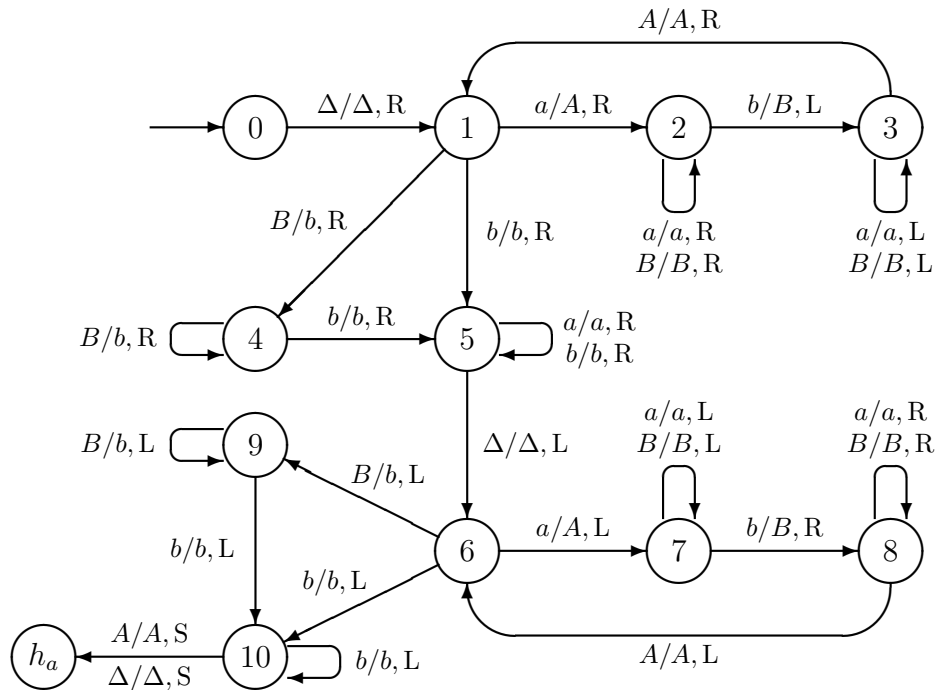 A/A, R
0
Δ/Δ, R
1
a/A, R
2
b/B, L
3
B/b, R
b/b, R
a/a, R
B/B, R
a/a, L
B/B, L
B/b, R
4
b/b, R
5
a/a, R
b/b, R
B/b, L
9
Δ/Δ, L
a/a, L
B/B, L
a/a, R
B/B, R
B/b, L
b/b, L
b/b, L
6
a/A, L
7
b/B, R
8
h_a
A/A, S
Δ/Δ, S
10
b/b, L
A/A, L